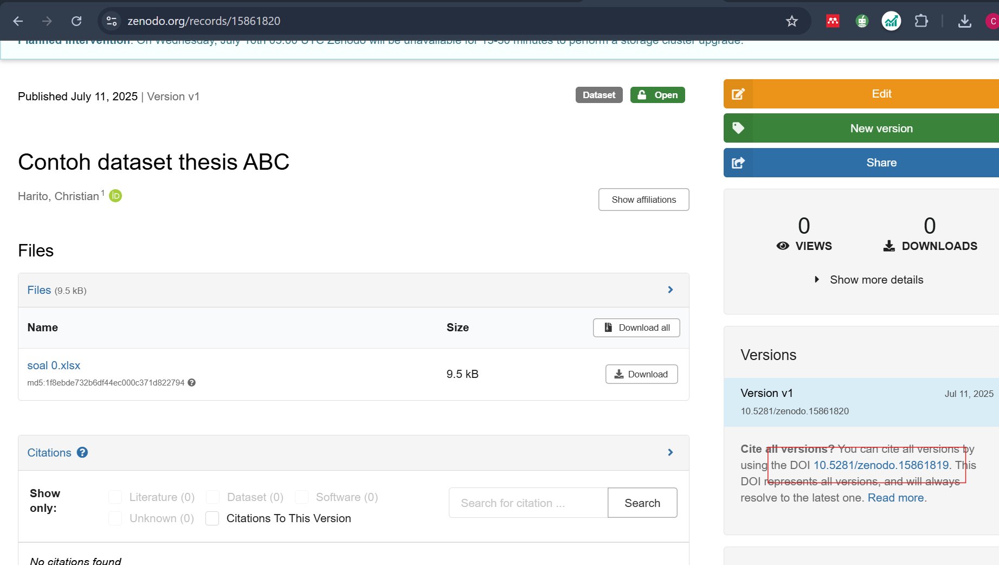 zenodo.org/records/15861820
C
Planned intervention: On Wednesday, July 16th 05:00 UTC Zenodo will be unavailable for 15-30 minutes to perform a storage cluster upgrade.
Published July 11, 2025 | Version v1
Dataset
Open
Contoh dataset thesis ABC
Harito, Christian 1 iD
Show affiliations
Files
Files (9.5 kB)
Name Size Download all
soal 0.xlsx
md5:1f8ebde732b6df44ec000c371d822794
9.5 kB
Download
Citations
Show only:
Literature (0) Dataset (0) Software (0)
Unknown (0) Citations To This Version
Search for citation ...
Search
No citations found
Edit
New version
Share
0 VIEWS
0 DOWNLOADS
Show more details
Versions
Version v1 Jul 11, 2025
10.5281/zenodo.15861820
Cite all versions? You can cite all versions by
using the DOI 10.5281/zenodo.15861819. This
DOI represents all versions, and will always
resolve to the latest one. Read more.